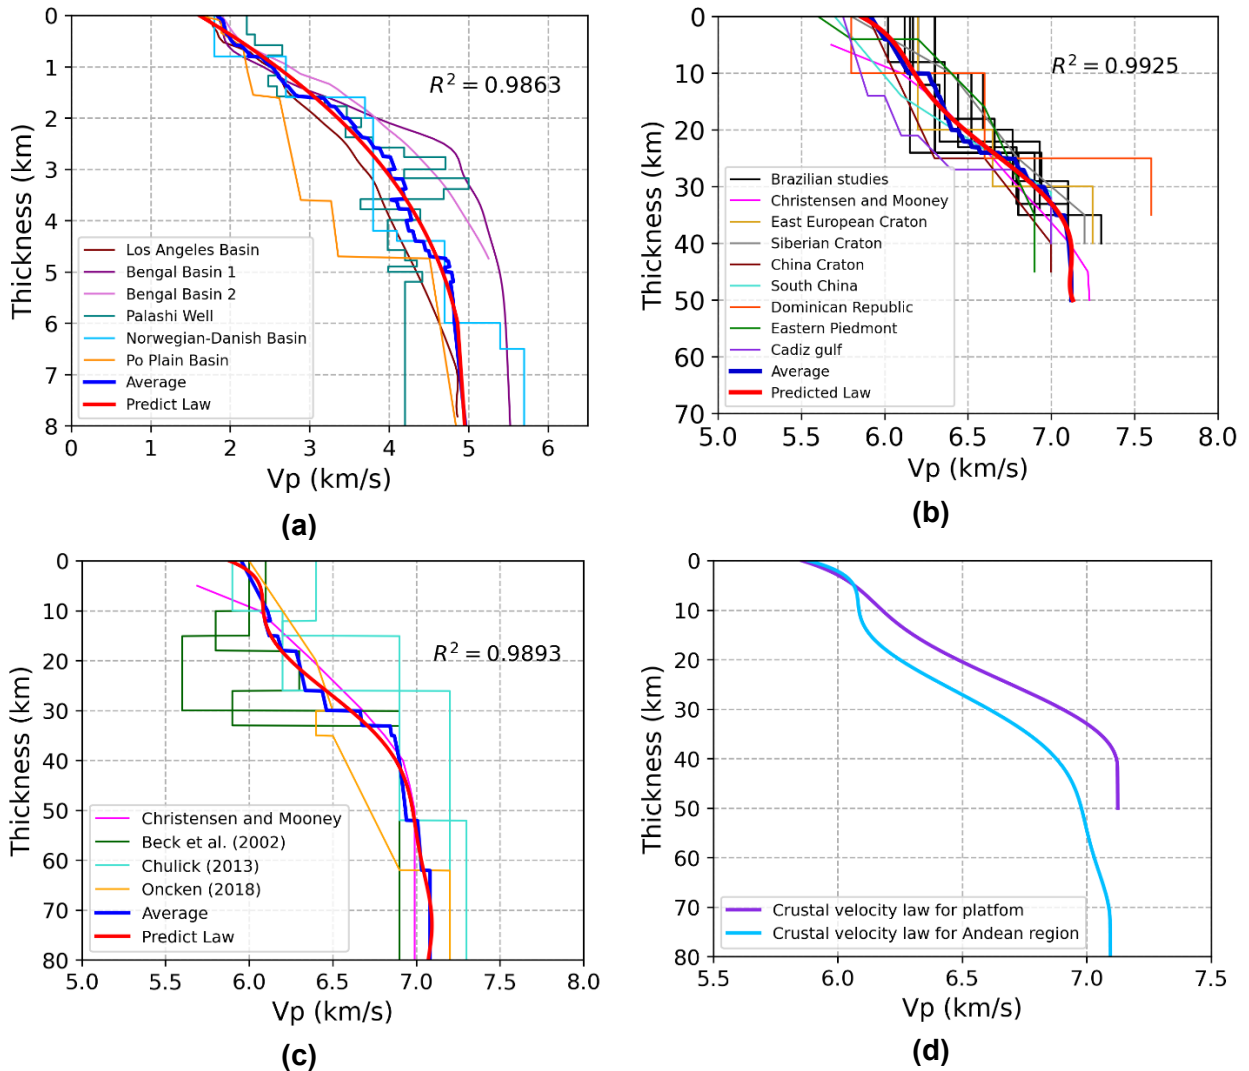 0
1
2
3
4
5
6
7
8
Thickness (km)
R² = 0.9863
Los Angeles Basin
Bengal Basin 1
Bengal Basin 2
Palashi Well
Norwegian-Danish Basin
Po Plain Basin
Average
Predict Law
0 1 2 3 4 5 6
Vp (km/s)
(a)
0
10
20
30
40
50
60
70
Thickness (km)
R² = 0.9925
Brazilian studies
Christensen and Mooney
East European Craton
Siberian Craton
China Craton
South China
Dominican Republic
Eastern Piedmont
Cadiz gulf
Average
Predicted Law
5.0 5.5 6.0 6.5 7.0 7.5 8.0
Vp (km/s)
(b)
0
10
20
30
40
50
60
70
80
Thickness (km)
R² = 0.9893
Christensen and Mooney
Beck et al. (2002)
Chulick (2013)
Oncken (2018)
Average
Predict Law
5.0 5.5 6.0 6.5 7.0 7.5 8.0
Vp (km/s)
(c)
0
10
20
30
40
50
60
70
80
Thickness (km)
Crustal velocity law for platfom
Crustal velocity law for Andean region
5.5 6.0 6.5 7.0 7.5
Vp (km/s)
(d)